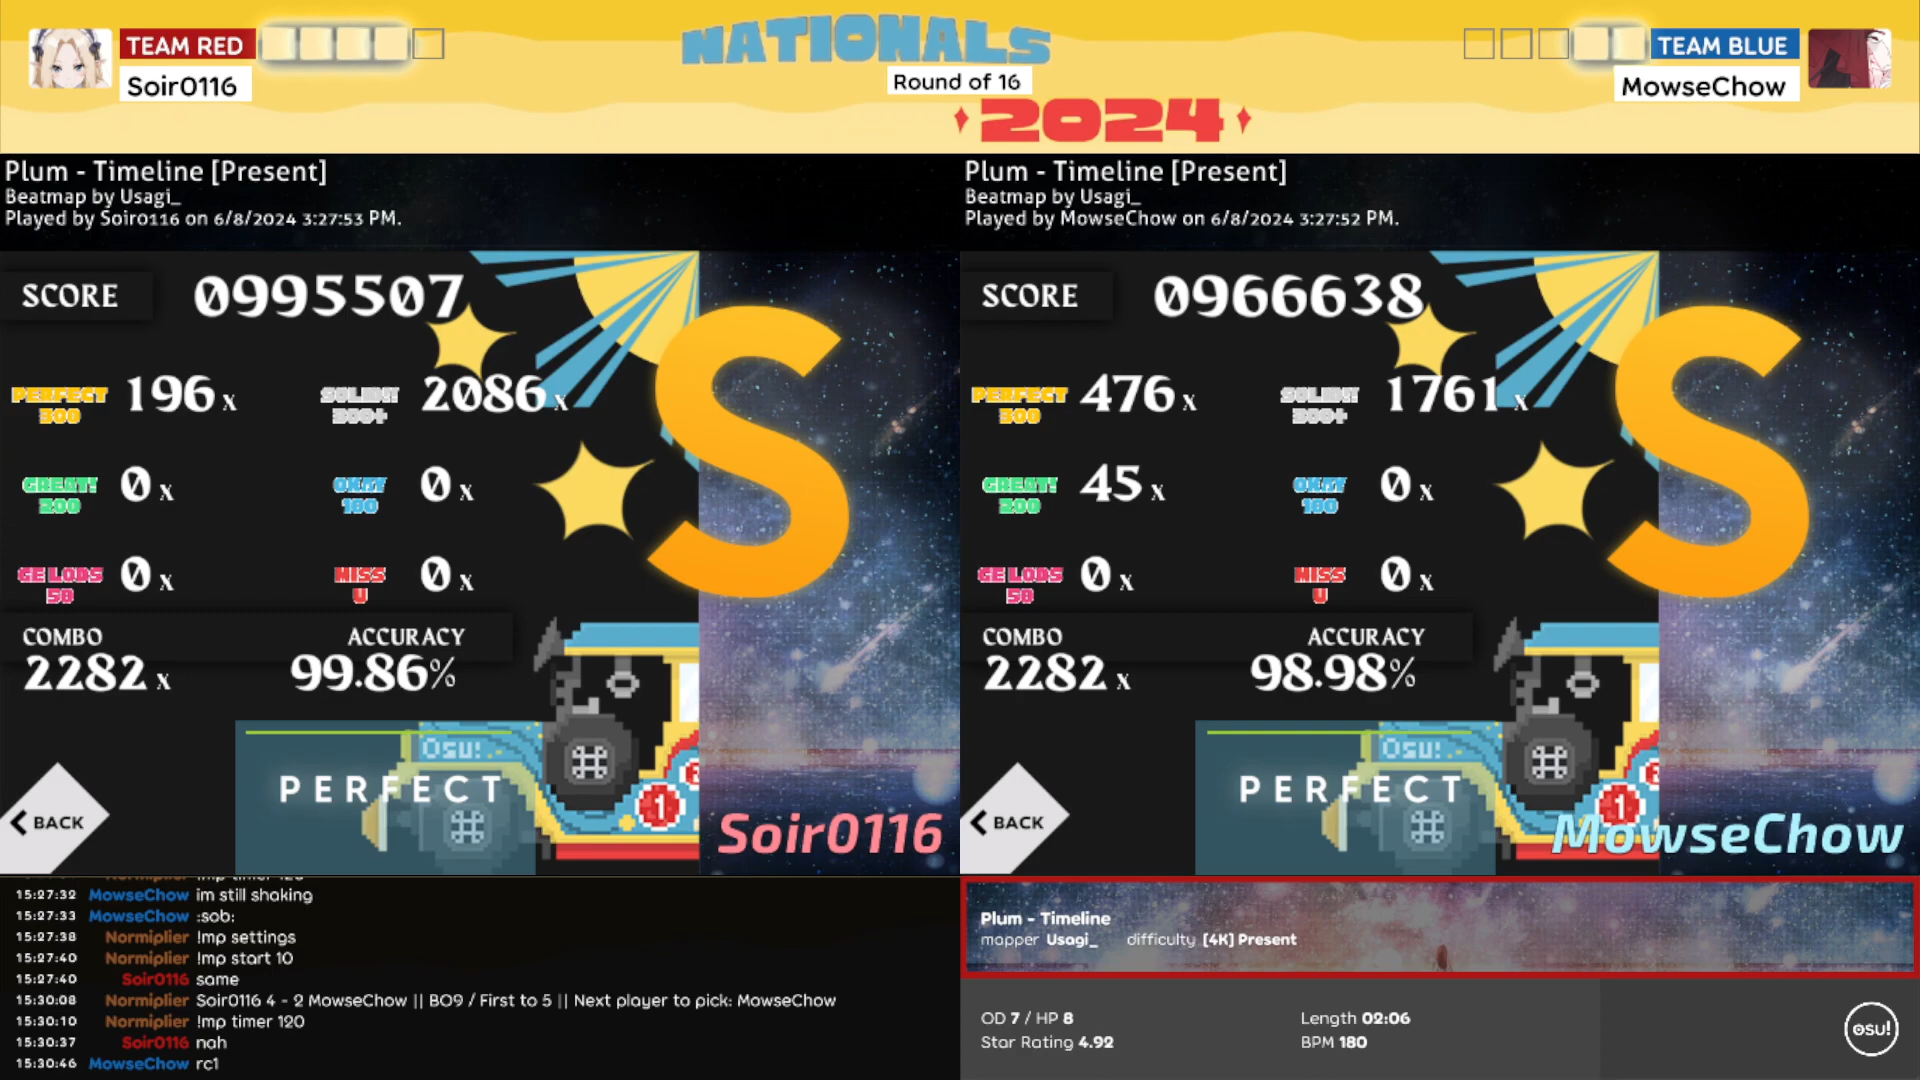 NATIONALS
Round of 16
2024
TEAM RED
Soir0116
TEAM BLUE
MowseChow
Plum - Timeline [Present]
Beatmap by Usagi_
Played by Soir0116 on 6/8/2024 3:27:53 PM.
SCORE 0995507
PERFECT 300 196x
300+ 2086x
GREAT! 200 0x
OKAY 100 0x
GE LODS 50 0x
MISS U 0x
COMBO 2282x
ACCURACY 99.86%
osu!
PERFECT
1
BACK
Soir0116
Plum - Timeline [Present]
Beatmap by Usagi_
Played by MowseChow on 6/8/2024 3:27:52 PM.
SCORE 0966638
PERFECT 300 476x
300+ 1761x
GREAT! 200 45x
OKAY 100 0x
GE LODS 50 0x
MISS U 0x
COMBO 2282x
ACCURACY 98.98%
osu!
PERFECT
1
BACK
MowseChow
15:27:32 MowseChow im still shaking
15:27:33 MowseChow :sob:
15:27:38 Normiplier !mp settings
15:27:40 Normiplier !mp start 10
15:27:40 Soir0116 same
15:30:08 Normiplier Soir0116 4 - 2 MowseChow || BO9 / First to 5 || Next player to pick: MowseChow
15:30:10 Normiplier !mp timer 120
15:30:37 Soir0116 nah
15:30:46 MowseChow rc1
Plum - Timeline
mapper Usagi_ difficulty [4K] Present
OD 7 / HP 8
Star Rating 4.92
Length 02:06
BPM 180
osu!